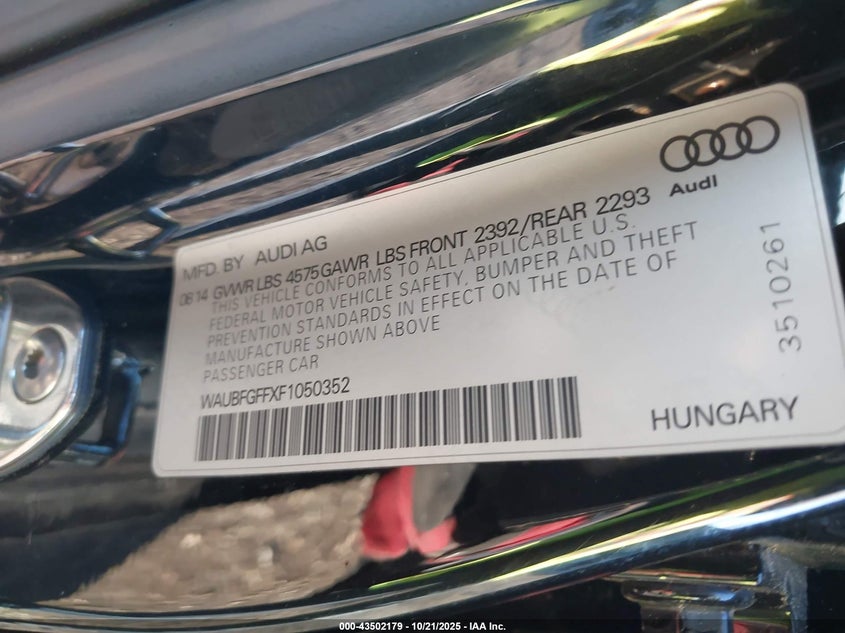 Audi
MFD. BY AUDI AG
08 14 GVWR LBS 4575 GAWR LBS FRONT 2392/REAR 2293
THIS VEHICLE CONFORMS TO ALL APPLICABLE U.S.
FEDERAL MOTOR VEHICLE SAFETY, BUMPER AND THEFT
PREVENTION STANDARDS IN EFFECT ON THE DATE OF
MANUFACTURE SHOWN ABOVE
PASSENGER CAR
WAUBFGFFXF1050352
HUNGARY
3510261
000-43502179 - 10/21/2025 - IAA Inc.